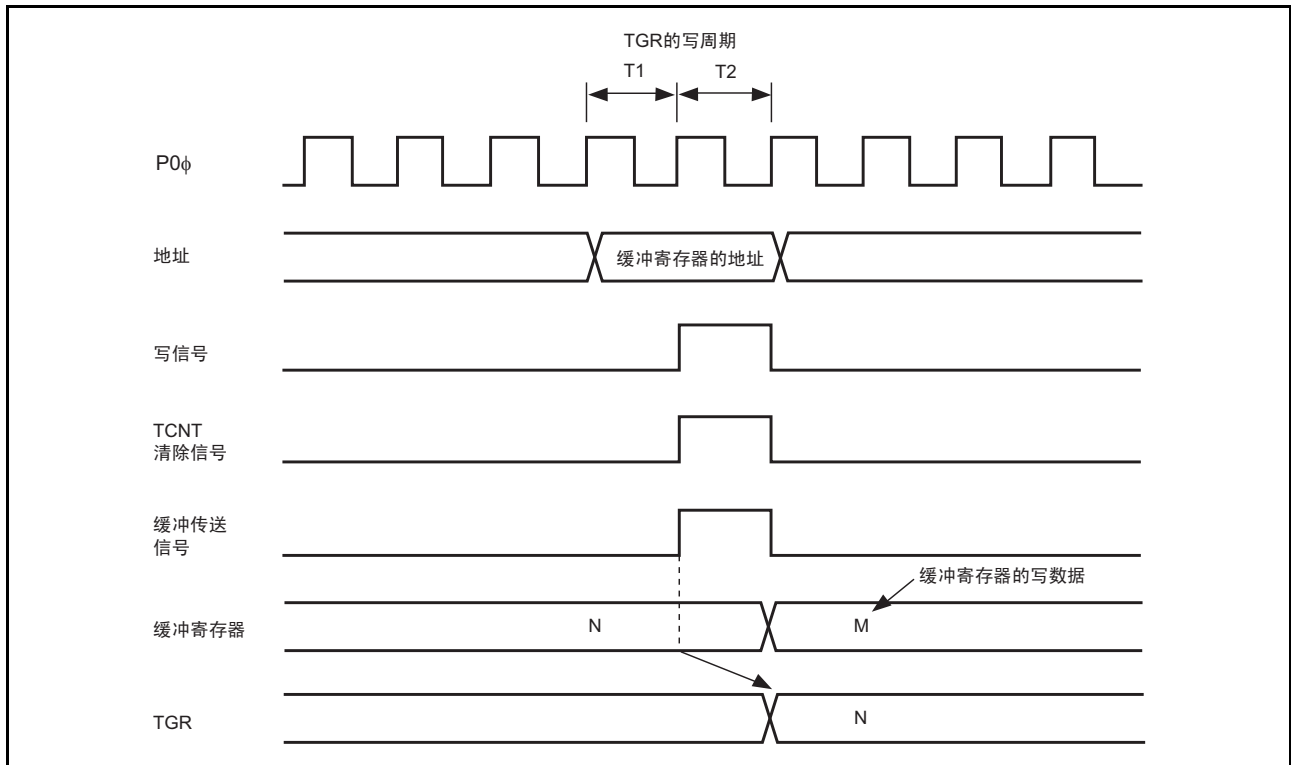 TGR的写周期
T1 T2
P0ϕ
地址
缓冲寄存器的地址
写信号
TCNT
清除信号
缓冲传送
信号
缓冲寄存器的写数据
缓冲寄存器
N M
TGR
N